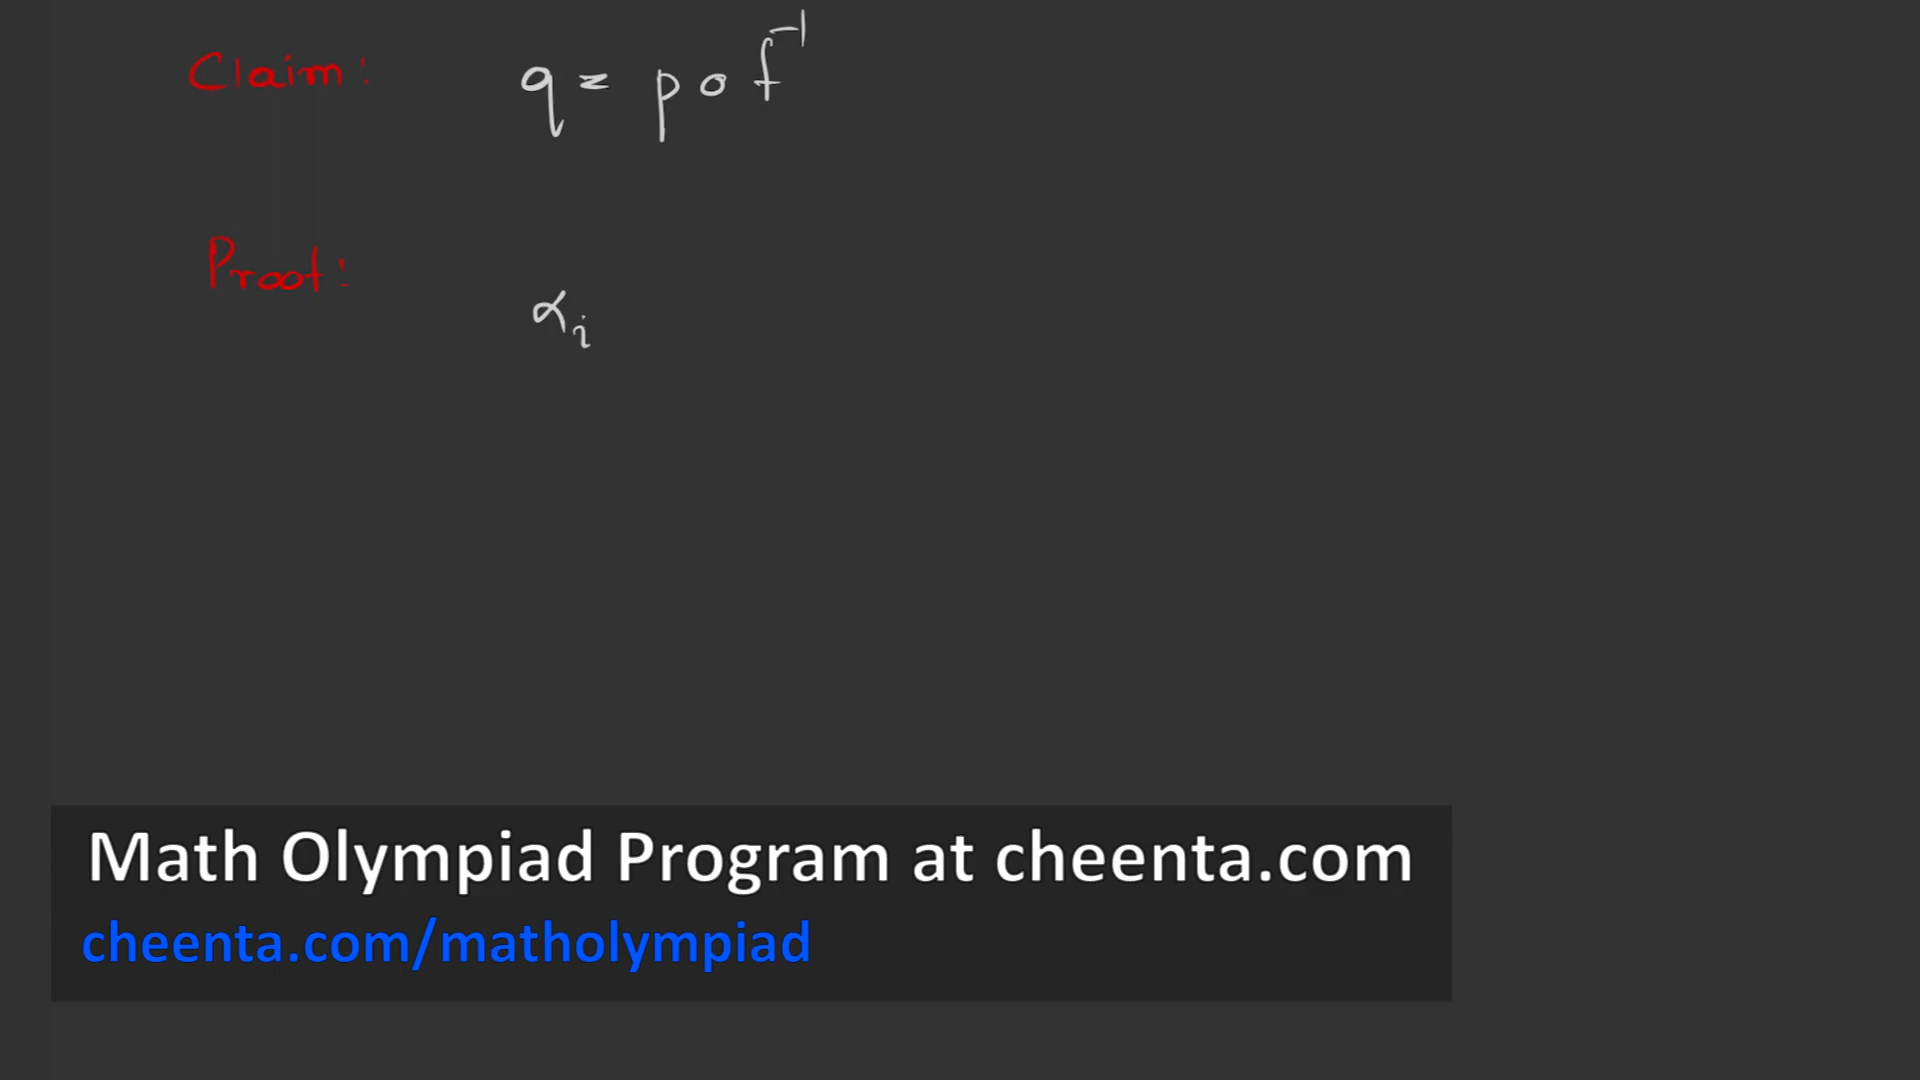 Claim: q = p o f⁻¹
Proof:
αᵢ
Math Olympiad Program at cheenta.com
cheenta.com/matholympiad